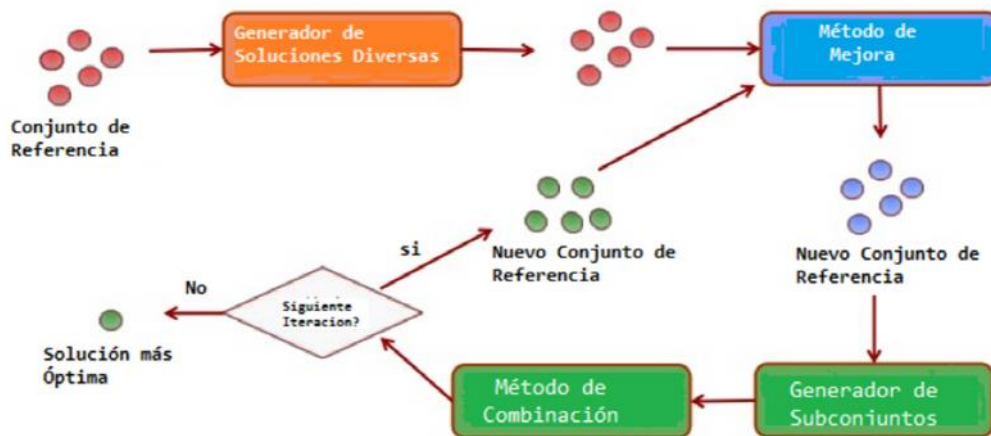 Generador de
Soluciones Diversas
Método de
Mejora
Conjunto de
Referencia
si
Nuevo Conjunto de
Referencia
Nuevo Conjunto de
Referencia
No
Siguiente
Iteracion?
Solución más
Óptima
Método de
Combinación
Generador de
Subconjuntos